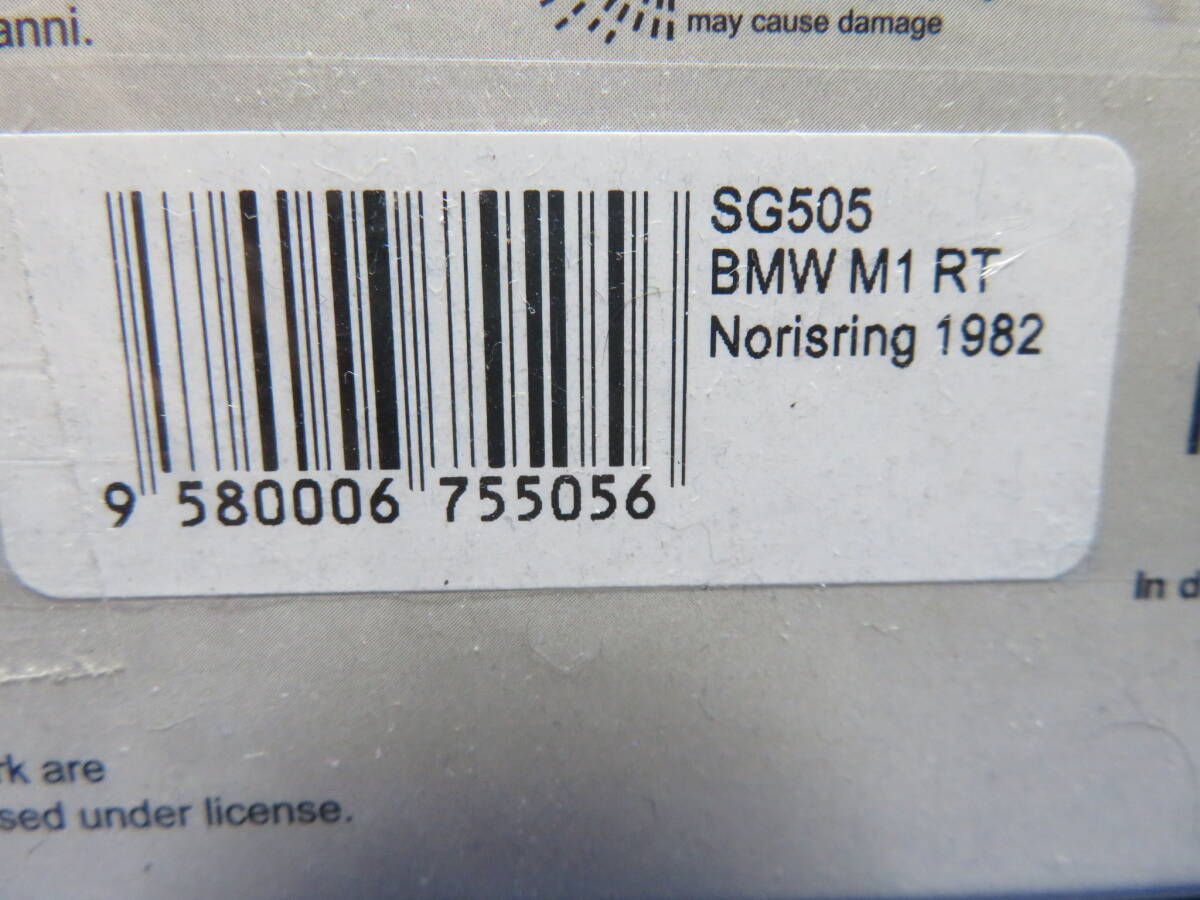 anni.
may cause damage
SG505
BMW M1 RT
Norisring 1982
9 580006 755056
In d
rk are
sed under license.